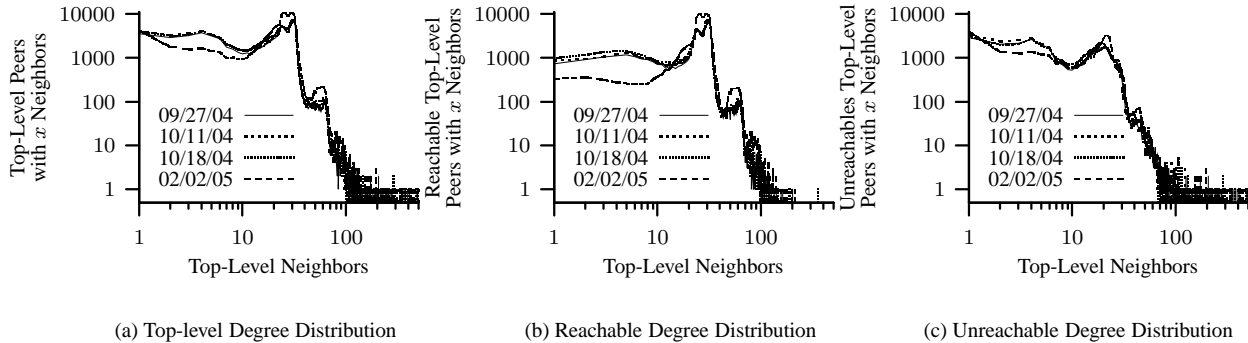 Top-Level Peers
with x Neighbors
10000
1000
100
10
1
09/27/04
10/11/04
10/18/04
02/02/05
1 10 100
Top-Level Neighbors
(a) Top-level Degree Distribution
Reachable Top-Level
Peers with x Neighbors
10000
1000
100
10
1
09/27/04
10/11/04
10/18/04
02/02/05
1 10 100
Top-Level Neighbors
(b) Reachable Degree Distribution
Unreachables Top-Level
Peers with x Neighbors
10000
1000
100
10
1
09/27/04
10/11/04
10/18/04
02/02/05
1 10 100
Top-Level Neighbors
(c) Unreachable Degree Distribution